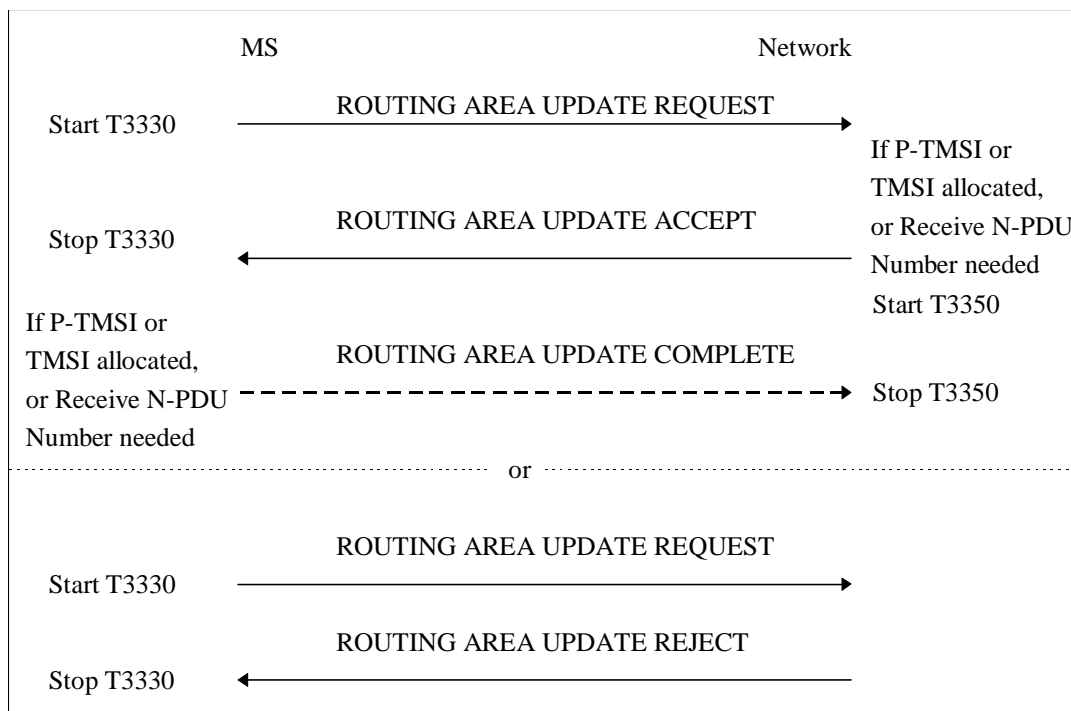 MS
Network
ROUTING AREA UPDATE REQUEST
Start T3330
If P-TMSI or
TMSI allocated,
or Receive N-PDU
Number needed
Start T3350
ROUTING AREA UPDATE ACCEPT
Stop T3330
If P-TMSI or
TMSI allocated,
or Receive N-PDU
Number needed
ROUTING AREA UPDATE COMPLETE
Stop T3350
or
ROUTING AREA UPDATE REQUEST
Start T3330
ROUTING AREA UPDATE REJECT
Stop T3330